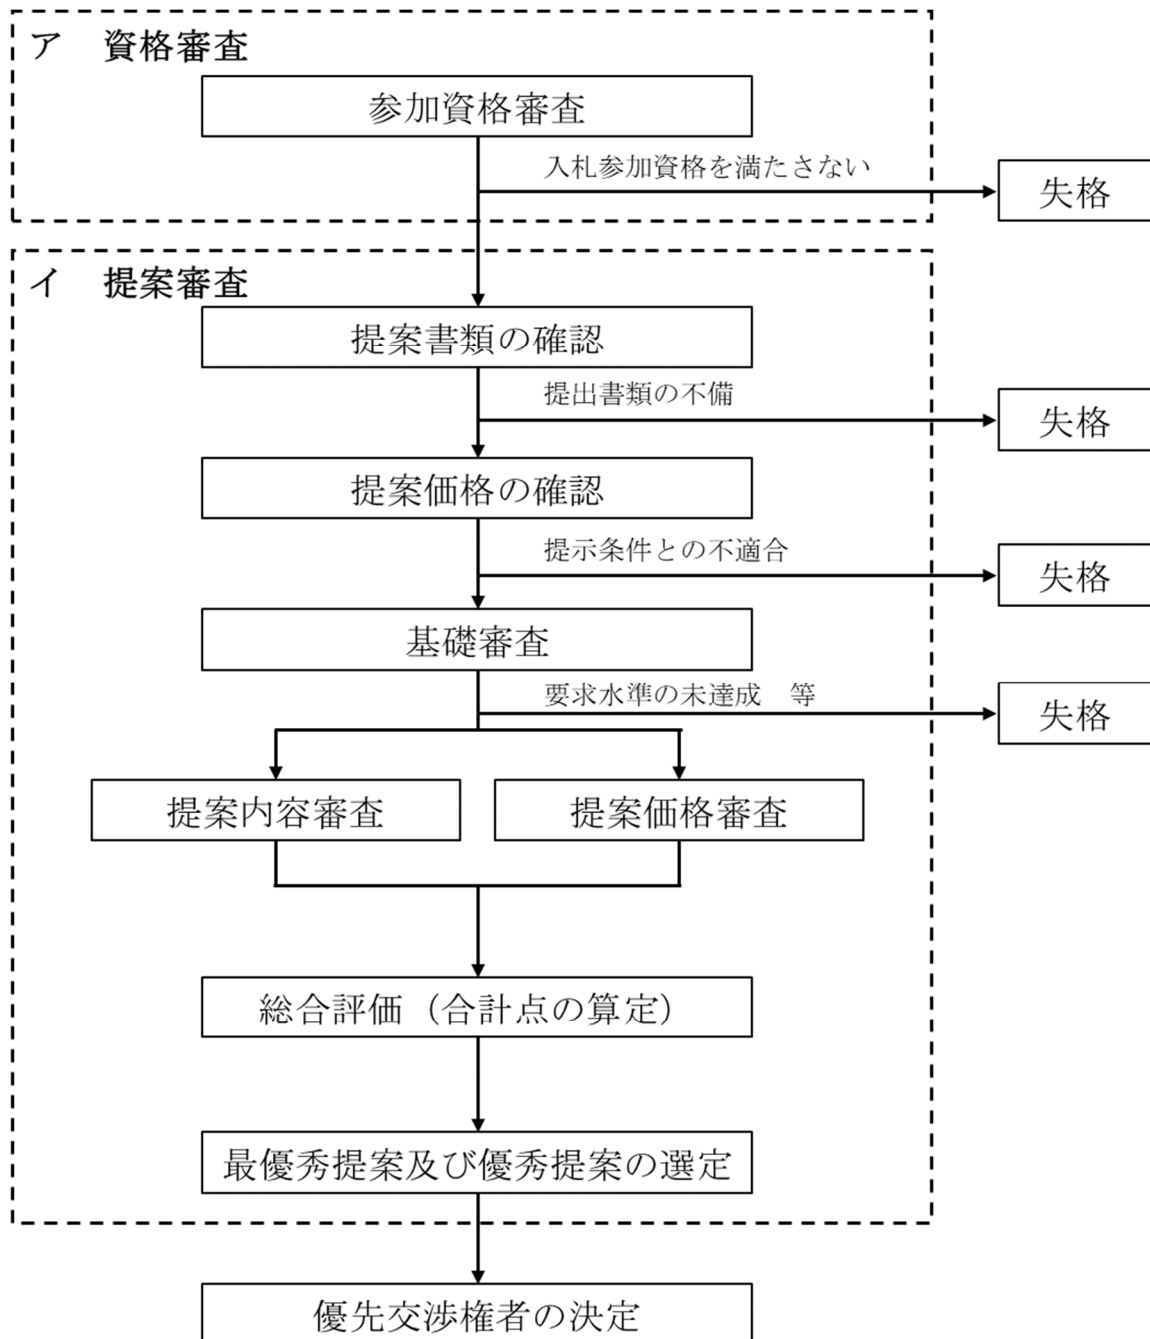 ア　資格審査
参加資格審査
入札参加資格を満たさない
失格
イ　提案審査
提案書類の確認
提出書類の不備
失格
提案価格の確認
提示条件との不適合
失格
基礎審査
要求水準の未達成　等
失格
提案内容審査
提案価格審査
総合評価（合計点の算定）
最優秀提案及び優秀提案の選定
優先交渉権者の決定